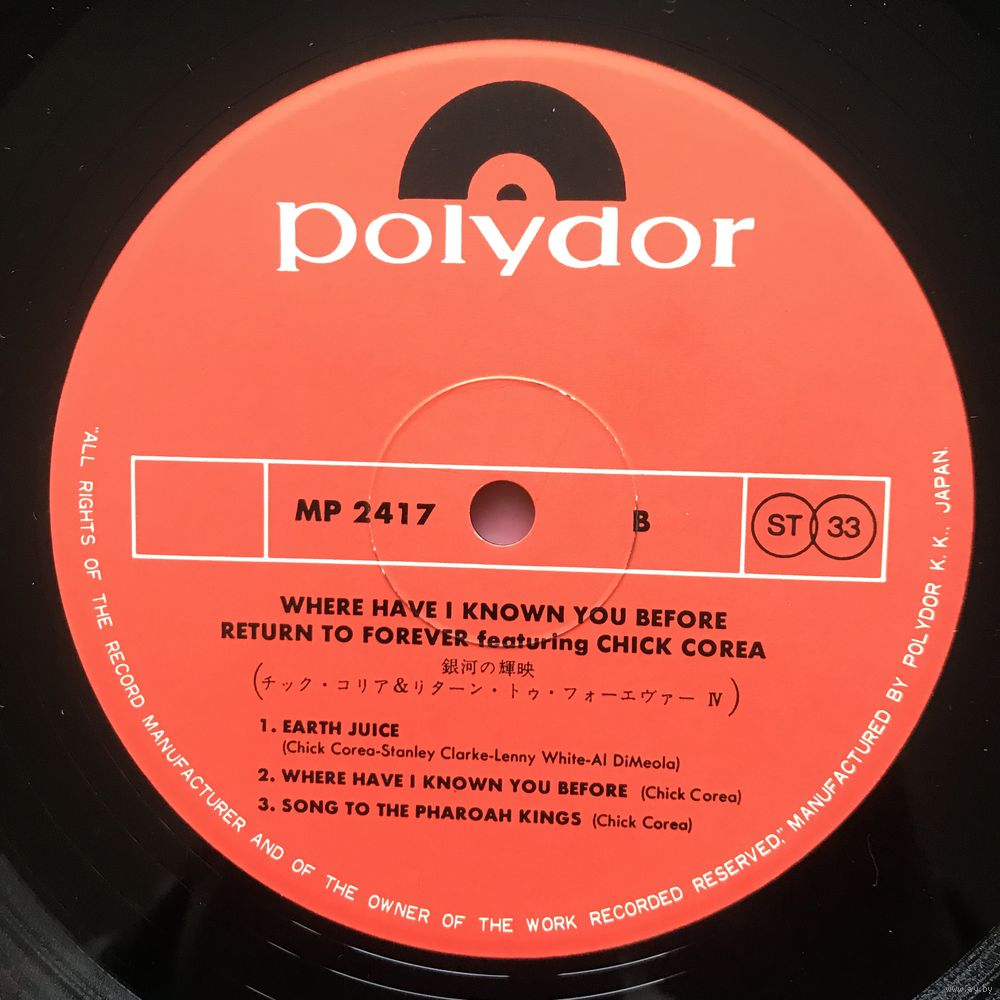 polydor
MP 2417
B
ST 33
WHERE HAVE I KNOWN YOU BEFORE
RETURN TO FOREVER featuring CHICK COREA
銀河の輝映
(チック・コリア&リターン・トゥ・フォーエヴァー Ⅳ)
1. EARTH JUICE
(Chick Corea-Stanley Clarke-Lenny White-Al DiMeola)
2. WHERE HAVE I KNOWN YOU BEFORE (Chick Corea)
3. SONG TO THE PHAROAH KINGS (Chick Corea)
"ALL RIGHTS OF THE RECORD MANUFACTURER AND OF THE OWNER OF THE WORK RECORDED RESERVED," MANUFACTURED BY POLYDOR K. K., JAPAN.
www.ay.by